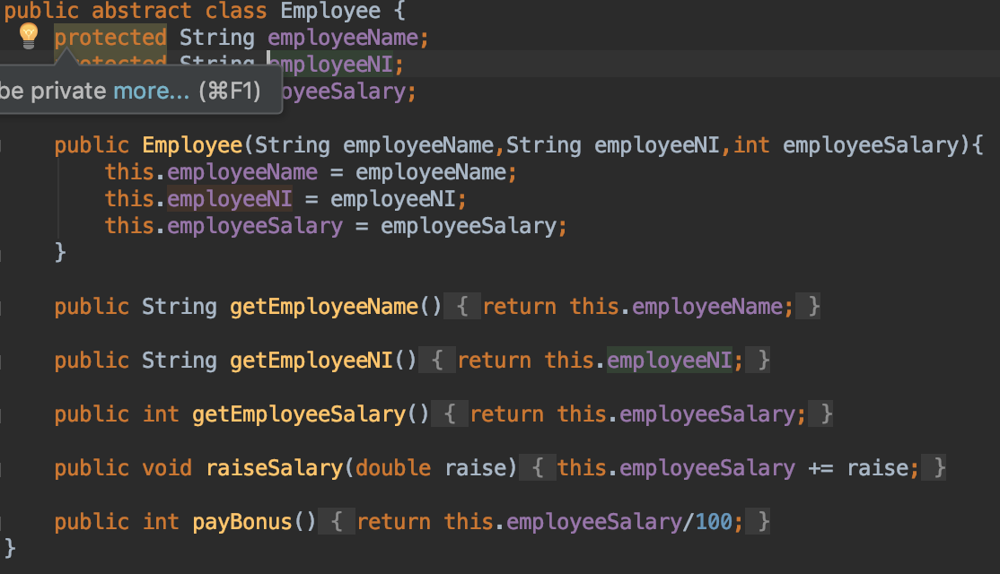 public abstract class Employee {
protected String employeeName;
protected String employeeNI;
be private more... (⌘F1) oyeeSalary;
public Employee(String employeeName,String employeeNI,int employeeSalary){
this.employeeName = employeeName;
this.employeeNI = employeeNI;
this.employeeSalary = employeeSalary;
}
public String getEmployeeName() { return this.employeeName; }
public String getEmployeeNI() { return this.employeeNI; }
public int getEmployeeSalary() { return this.employeeSalary; }
public void raiseSalary(double raise) { this.employeeSalary += raise; }
public int payBonus() { return this.employeeSalary/100; }
}